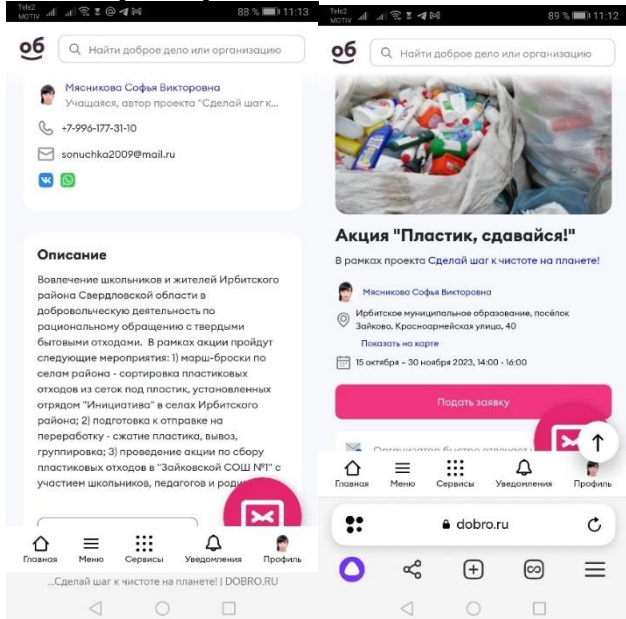 Tele2
MOTIV
88 % 11:13
об
Найти доброе дело или организацию
Мясникова Софья Викторовна
Учащаяся, автор проекта "Сделай шаг к...
+7-996-177-31-10
sonuchka2009@mail.ru
Описание
Вовлечение школьников и жителей Ирбитского
района Свердловской области в
добровольческую деятельность по
рациональному обращению с твердыми
бытовыми отходами. В рамках акции пройдут
следующие мероприятия: 1) марш-броски по
селам района - сортировка пластиковых
отходов из сеток под пластик, установленных
отрядом "Инициатива" в селах Ирбитского
района; 2) подготовка к отправке на
переработку - сжатие пластика, вывоз,
группировка; 3) проведение акции по сбору
пластиковых отходов в "Зайковской СОШ №1" с
участием школьников, педагогов и
Главная Меню Сервисы Уведомления Профиль
...Сделай шаг к чистоте на планете! | DOBRO.RU
Tele2
MOTIV
89 % 11:12
об
Найти доброе дело или организацию
Акция "Пластик, сдавайся!"
В рамках проекта Сделай шаг к чистоте на планете!
Мясникова Софья Викторовна
Ирбитское муниципальное образование, посёлок
Зайково, Красноармейская улица, 40
Показать на карте
15 октября – 30 ноября 2023, 14:00 - 16:00
Подать заявку
Организатор быстро отвечает
Главная Меню Сервисы Уведомления Профиль
dobro.ru